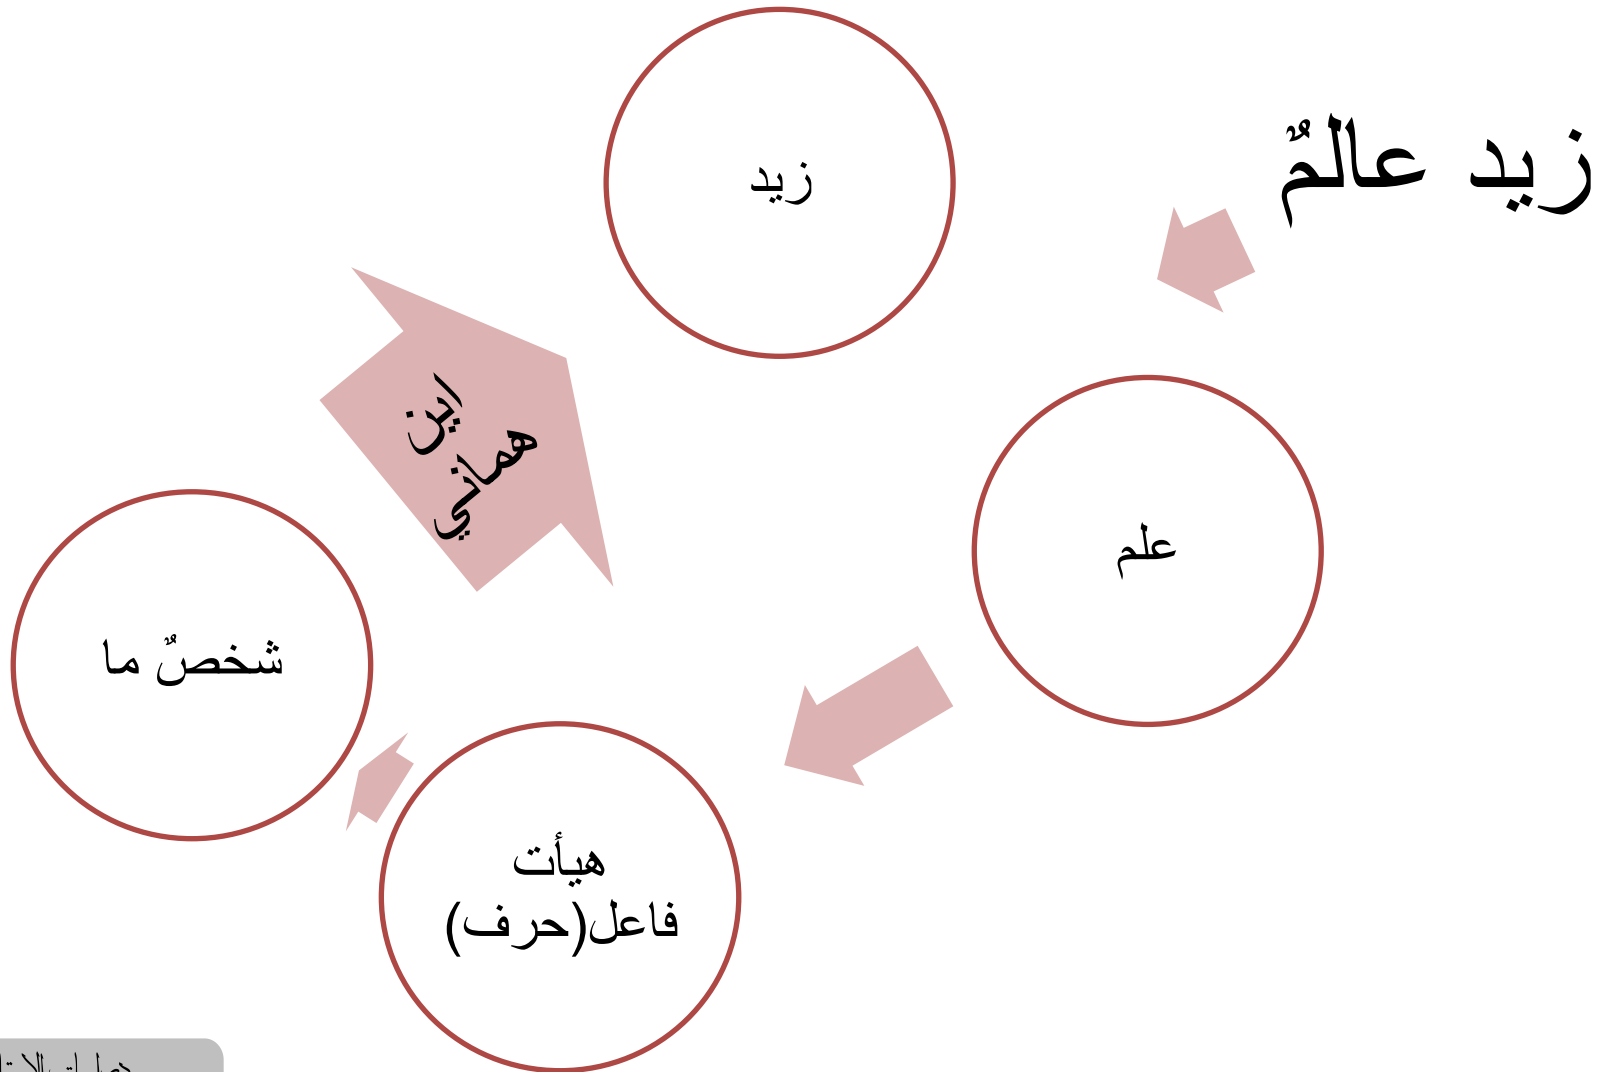 زيد عالمٌ
زيد
علم
هيأت
فاعل(حرف)
شخصٌ ما
اين
هماني